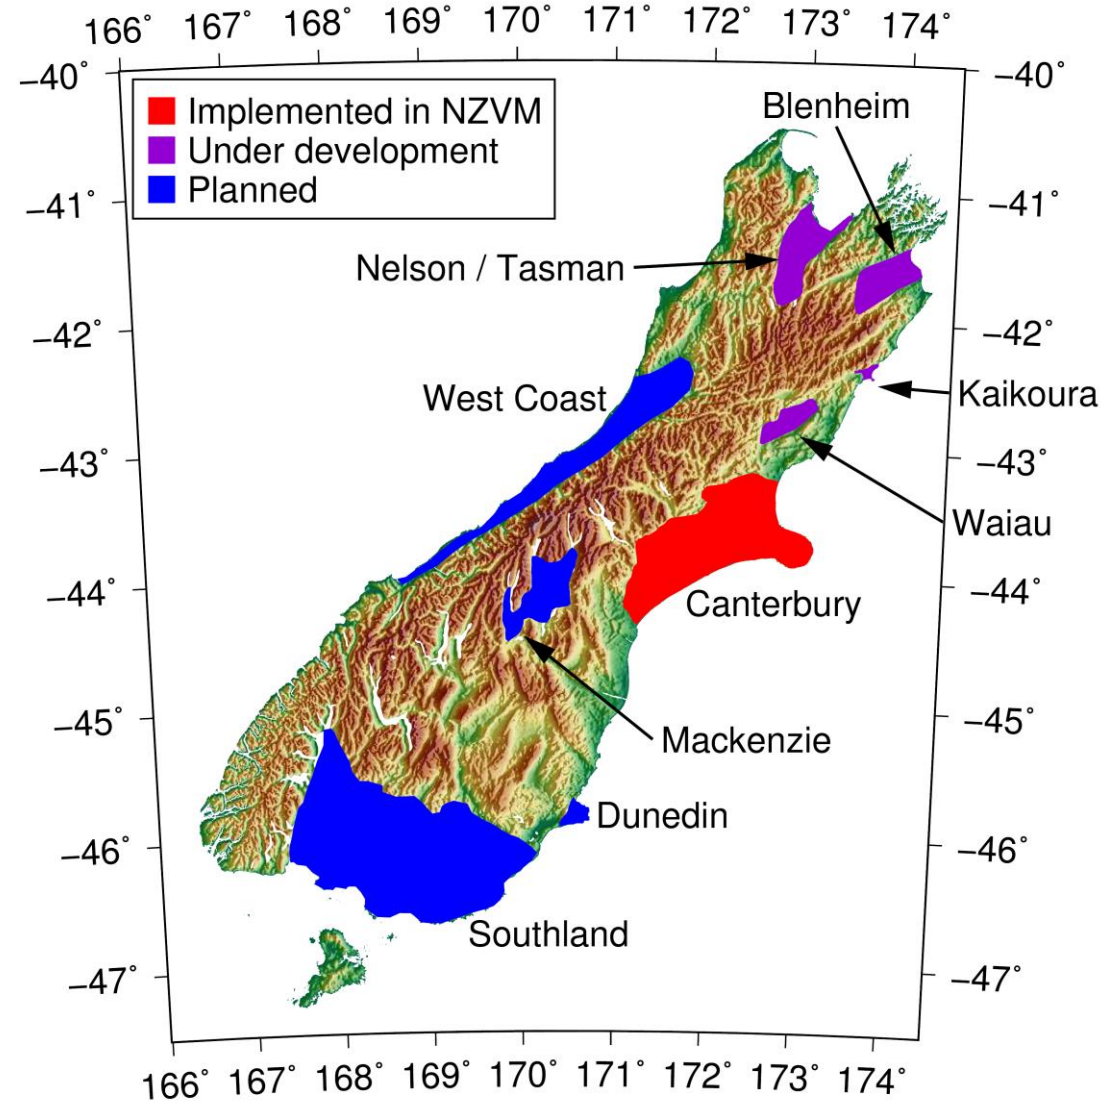 166° 167° 168° 169° 170° 171° 172° 173° 174°
−40° −40°
Implemented in NZVM
Under development
Planned
Blenheim
−41° −41°
Nelson / Tasman
−42° −42°
West Coast
Kaikoura
−43° −43°
Waiau
−44° −44°
Canterbury
−45° −45°
Mackenzie
Dunedin
−46° −46°
Southland
−47° −47°
166° 167° 168° 169° 170° 171° 172° 173° 174°